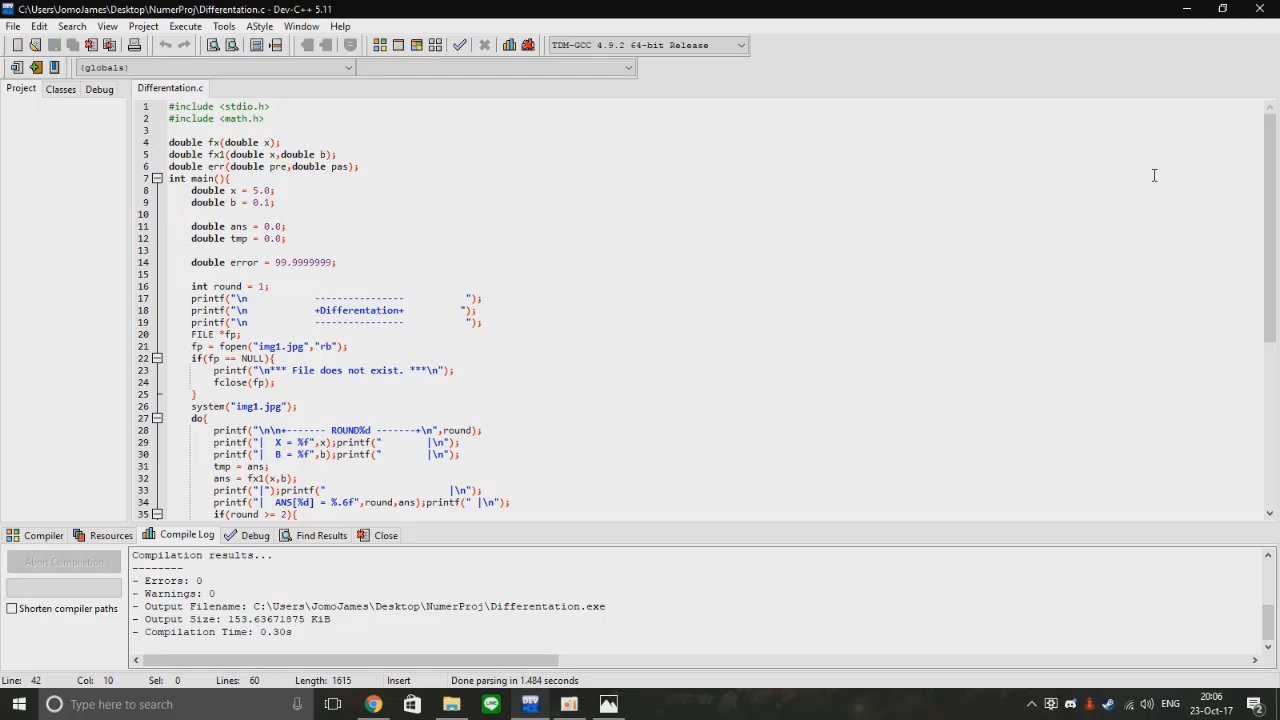 C:\Users\JomoJames\Desktop\NumerProj\Differentation.c - Dev-C++ 5.11
File Edit Search View Project Execute Tools AStyle Window Help
TDM-GCC 4.9.2 64-bit Release
(globals)
Project Classes Debug Differentation.c
1 #include <stdio.h>
2 #include <math.h>
3
4 double fx(double x);
5 double fx1(double x,double b);
6 double err(double pre,double pas);
7 int main(){
8 double x = 5.0;
9 double b = 0.1;
10
11 double ans = 0.0;
12 double tmp = 0.0;
13
14 double error = 99.9999999;
15
16 int round = 1;
17 printf("\n ---------------- ");
18 printf("\n +Differentation+ ");
19 printf("\n ---------------- ");
20 FILE *fp;
21 fp = fopen("img1.jpg","rb");
22 if(fp == NULL){
23 printf("\n*** File does not exist. ***\n");
24 fclose(fp);
25 }
26 system("img1.jpg");
27 do{
28 printf("\n\n+------- ROUND%d -------+\n",round);
29 printf("| X = %f",x);printf(" |\n");
30 printf("| B = %f",b);printf(" |\n");
31 tmp = ans;
32 ans = fx1(x,b);
33 printf("|");printf(" |\n");
34 printf("| ANS[%d] = %.6f",round,ans);printf(" |\n");
35 if(round >= 2){
Compiler Resources Compile Log Debug Find Results Close
Abort Compilation
Shorten compiler paths
Compilation results...
--------
- Errors: 0
- Warnings: 0
- Output Filename: C:\Users\JomoJames\Desktop\NumerProj\Differentation.exe
- Output Size: 153.63671875 KiB
- Compilation Time: 0.30s
Line: 42 Col: 10 Sel: 0 Lines: 60 Length: 1615 Insert Done parsing in 1.484 seconds
Type here to search
DEV
LINE
ENG
20:06
23-Oct-17
2